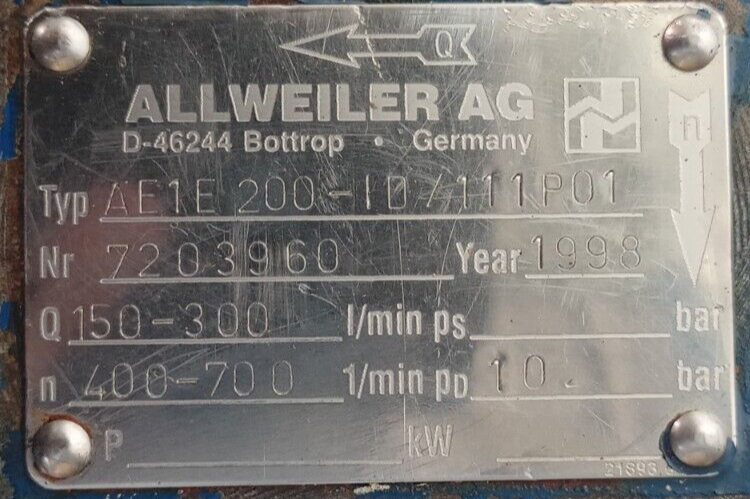 Q
ALLWEILER AG
D-46244 Bottrop • Germany
n
Typ AE1E 200-ID/111P01
Nr 7203960 Year 1998
Q 150-300 l/min ps bar
n 400-700 1/min pD 10. bar
P kW